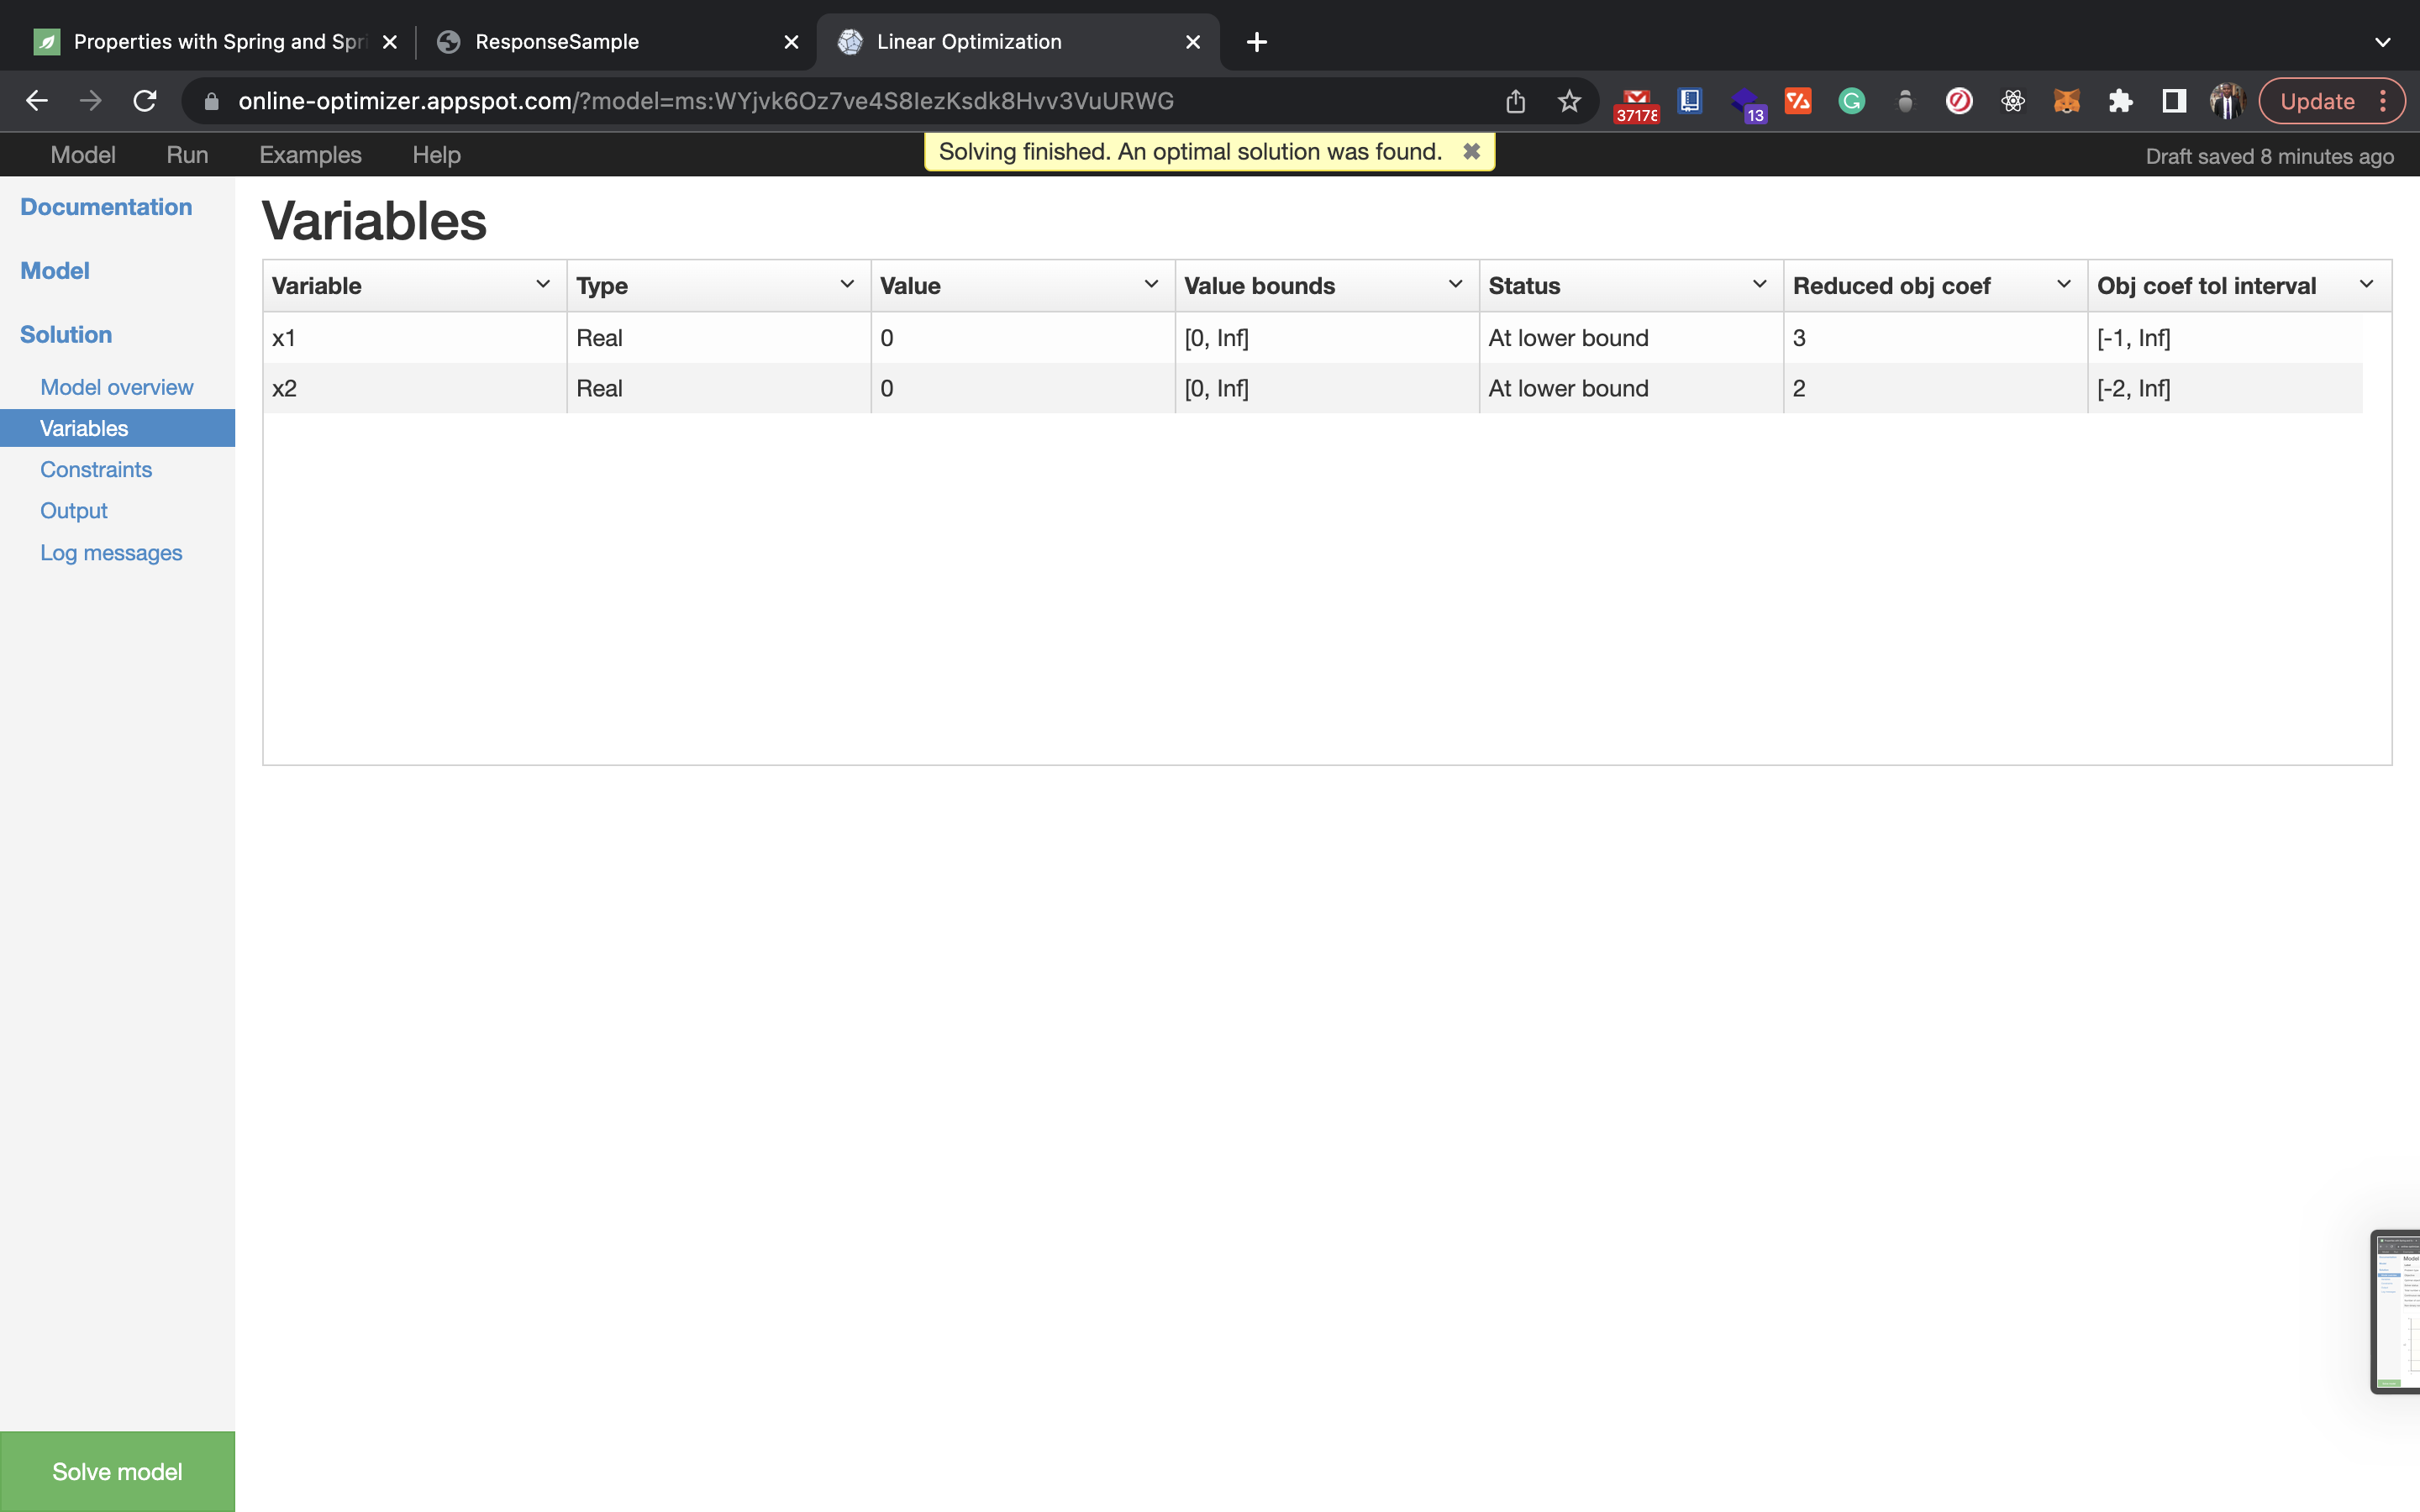 Properties with Spring and Spri
ResponseSample
Linear Optimization
online-optimizer.appspot.com/?model=ms:WYjvk6Oz7ve4S8IezKsdk8Hvv3VuURWG
37178
13
Update
Model Run Examples Help
Solving finished. An optimal solution was found.
Draft saved 8 minutes ago
Documentation
Model
Solution
Model overview
Variables
Constraints
Output
Log messages
Solve model
Variables
Variable Type Value Value bounds Status Reduced obj coef Obj coef tol interval
x1 Real 0 [0, Inf] At lower bound 3 [-1, Inf]
x2 Real 0 [0, Inf] At lower bound 2 [-2, Inf]